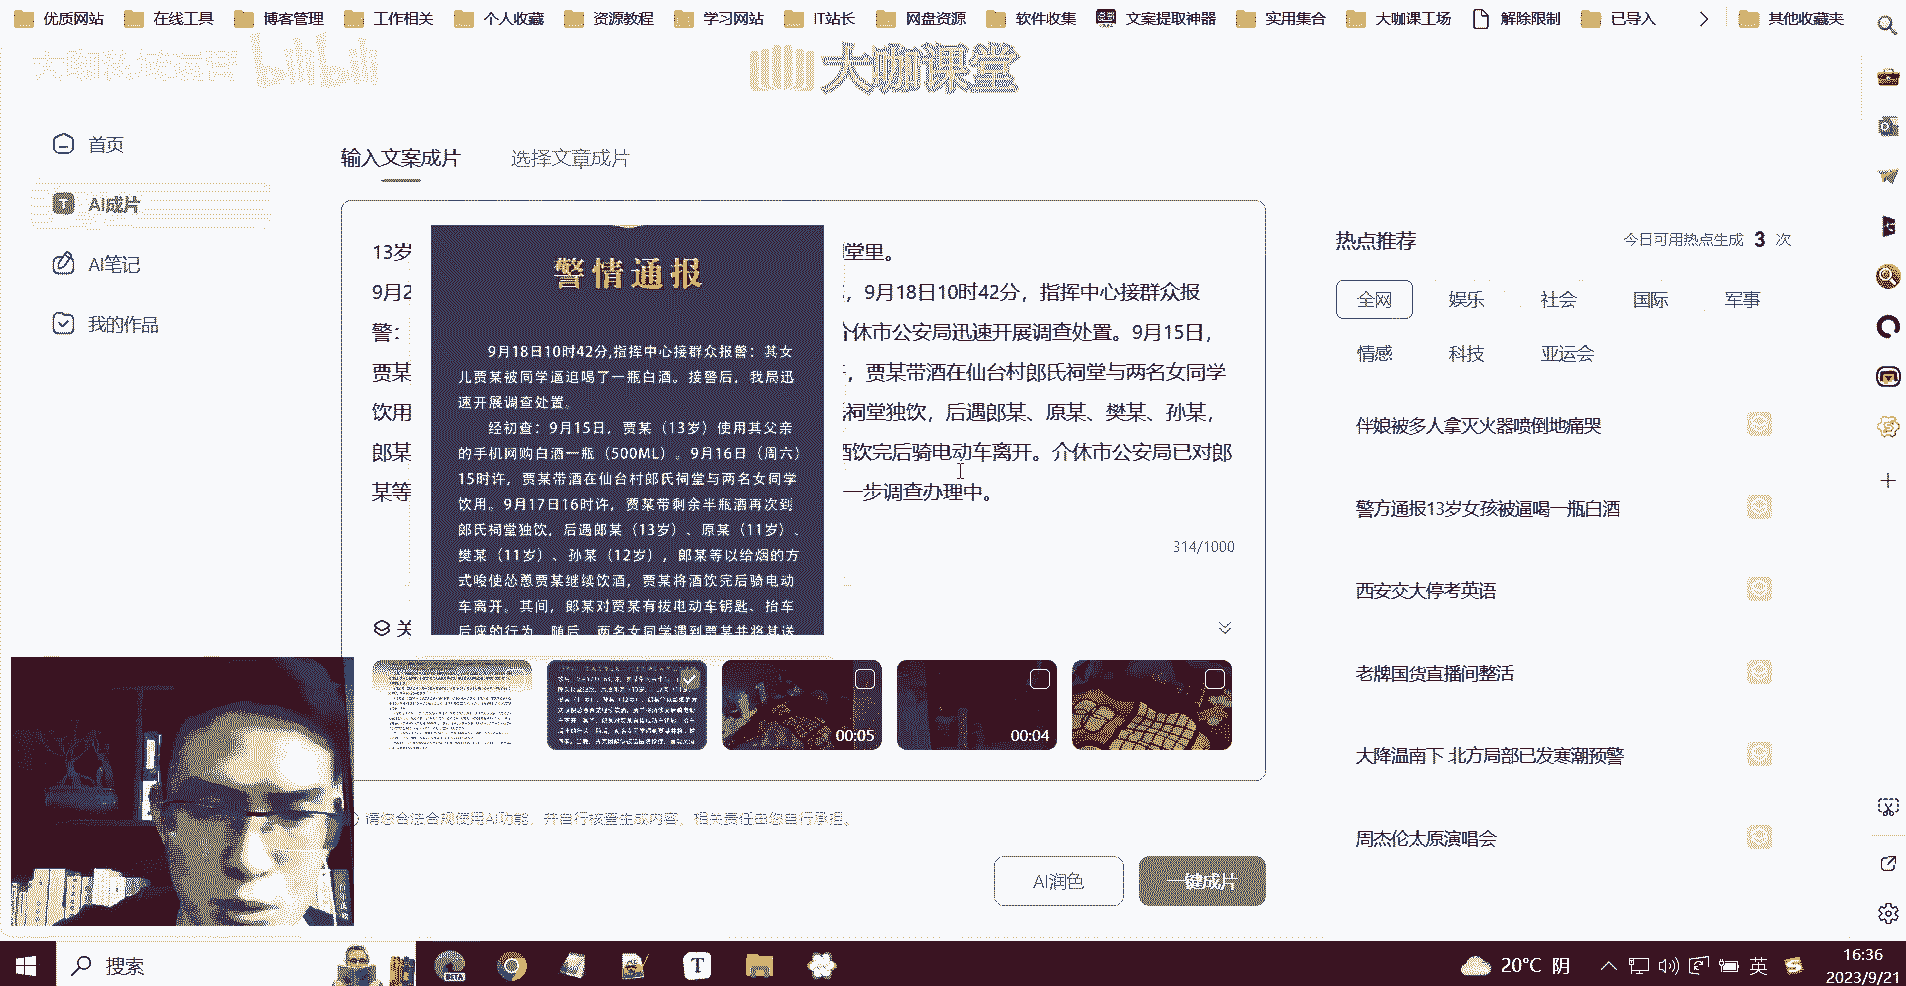 优质网站 在线工具 博客管理 工作相关 个人收藏 资源教程 学习网站 IT站长 网盘资源 软件收集 文案提取神器 实用集合 大咖课工场 解除限制 已导入 其他收藏夹
大咖课堂
首页
AI成片
AI笔记
我的作品
输入文案成片 选择文章成片
13岁
堂里。
9月2
,9月18日10时42分，指挥中心接群众报
警：
介休市公安局迅速开展调查处置。9月15日，
贾某
，贾某带酒在仙台村郎氏祠堂与两名女同学
饮用
祠堂独饮，后遇郎某、原某、樊某、孙某，
郎某
酒饮完后骑电动车离开。介休市公安局已对郎
某等
一步调查办理中。
314/1000
警情通报
9月18日10时42分,指挥中心接群众报警：其女
儿贾某被同学逼迫喝了一瓶白酒。接警后，我局迅
速开展调查处置。
经初查：9月15日，贾某（13岁）使用其父亲
的手机网购白酒一瓶（500ML）。9月16日（周六）
15时许，贾某带酒在仙台村郎氏祠堂与两名女同学
饮用。9月17日16时许，贾某带剩余半瓶酒再次到
郎氏祠堂独饮，后遇郎某（13岁）、原某（11岁）、
樊某（11岁）、孙某（12岁），郎某等以给烟的方
式唆使怂恿贾某继续饮酒，贾某将酒饮完后骑电动
车离开。其间，郎某对贾某有拔电动车钥匙、抬车
后座的行为。随后，两名女同学遇到贾某并将其送
关
00:05
00:04
请您合法合规使用AI功能，并自行核查生成内容，相关责任由您自行承担。
AI润色 一键成片
热点推荐 今日可用热点生成 3 次
全网 娱乐 社会 国际 军事
情感 科技 亚运会
伴娘被多人拿灭火器喷倒地痛哭
警方通报13岁女孩被逼喝一瓶白酒
西安交大停考英语
老牌国货直播间整活
大降温南下 北方局部已发寒潮预警
周杰伦太原演唱会
搜索
BETA
T
20°C 阴
英
16:36
2023/9/21